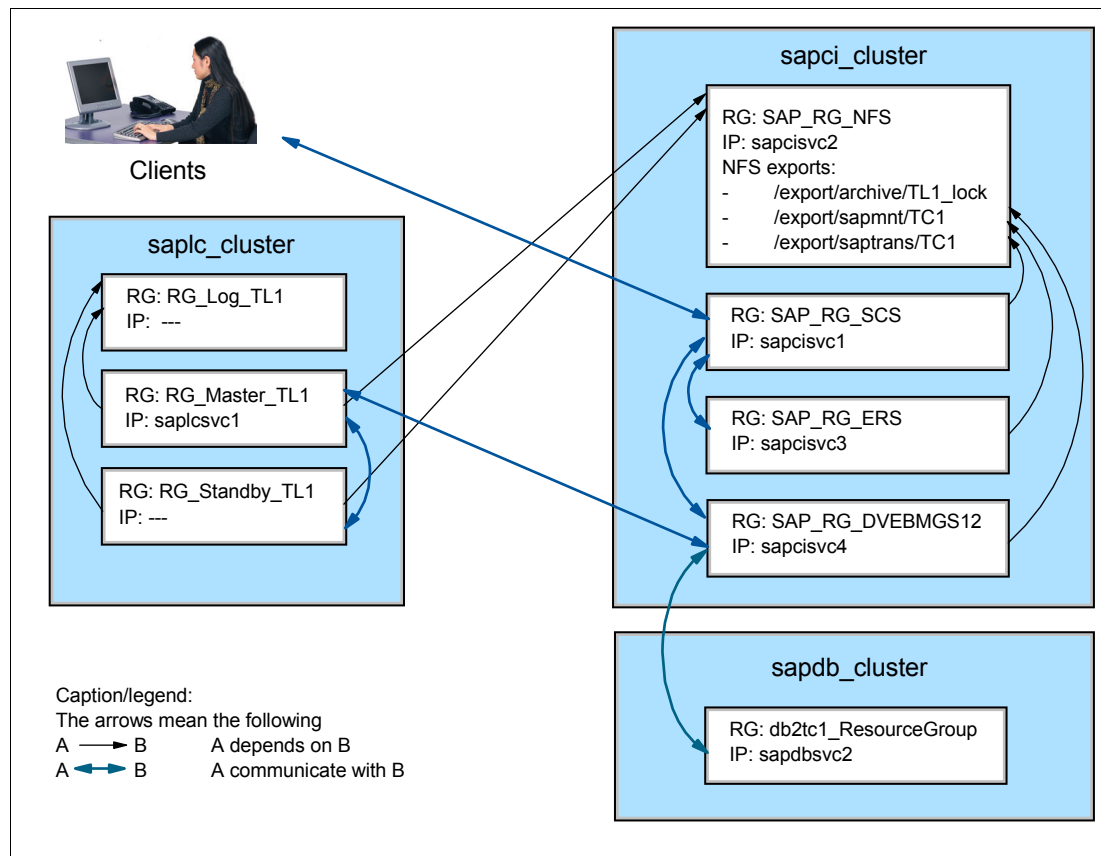 Clients
saplc_cluster
RG: RG_Log_TL1
IP: ---
RG: RG_Master_TL1
IP: saplcsvc1
RG: RG_Standby_TL1
IP: ---
sapci_cluster
RG: SAP_RG_NFS
IP: sapcisvc2
NFS exports:
- /export/archive/TL1_lock
- /export/sapmnt/TC1
- /export/saptrans/TC1
RG: SAP_RG_SCS
IP: sapcisvc1
RG: SAP_RG_ERS
IP: sapcisvc3
RG: SAP_RG_DVEBMGS12
IP: sapcisvc4
sapdb_cluster
RG: db2tc1_ResourceGroup
IP: sapdbsvc2
Caption/legend:
The arrows mean the following
A B A depends on B
A B A communicate with B